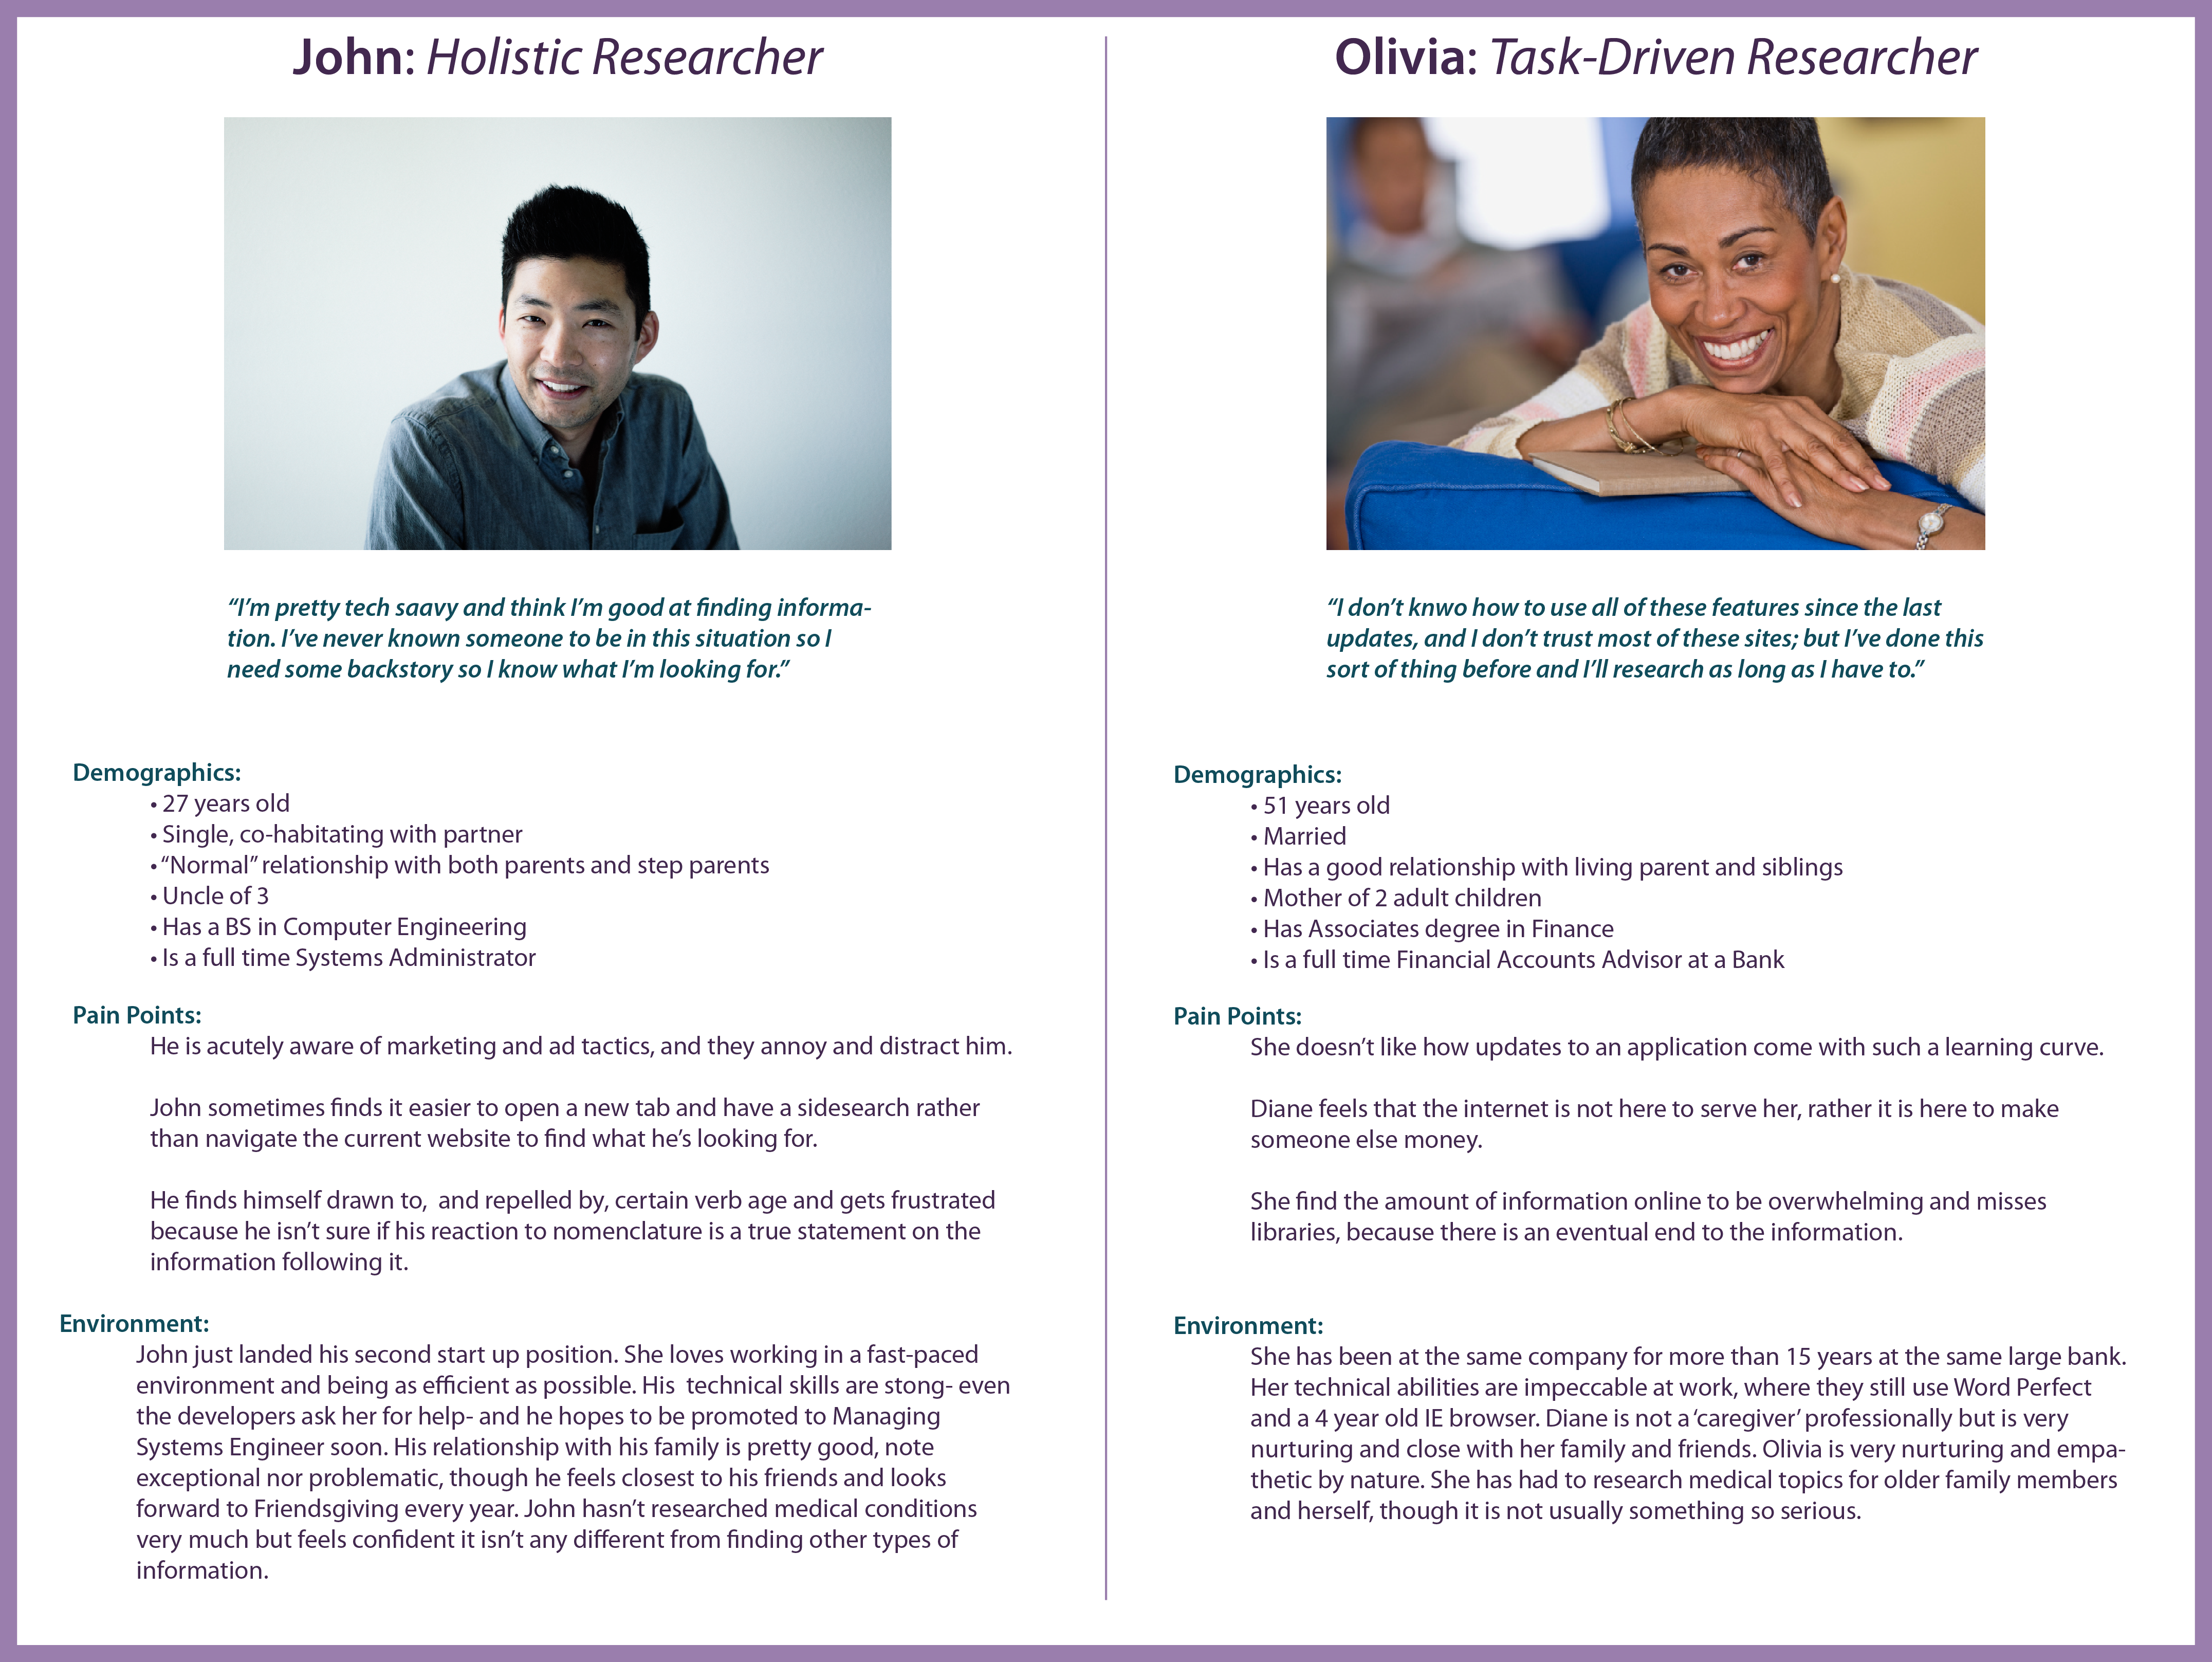 John: Holistic Researcher
“I’m pretty tech saavy and think I’m good at finding informa-
tion. I’ve never known someone to be in this situation so I
need some backstory so I know what I’m looking for.”
Demographics:
• 27 years old
• Single, co-habitating with partner
• “Normal” relationship with both parents and step parents
• Uncle of 3
• Has a BS in Computer Engineering
• Is a full time Systems Administrator
Pain Points:
He is acutely aware of marketing and ad tactics, and they annoy and distract him.
John sometimes finds it easier to open a new tab and have a sidesearch rather
than navigate the current website to find what he’s looking for.
He finds himself drawn to,  and repelled by, certain verb age and gets frustrated
because he isn’t sure if his reaction to nomenclature is a true statement on the
information following it.
Environment:
John just landed his second start up position. She loves working in a fast-paced
environment and being as efficient as possible. His  technical skills are stong- even
the developers ask her for help- and he hopes to be promoted to Managing
Systems Engineer soon. His relationship with his family is pretty good, note
exceptional nor problematic, though he feels closest to his friends and looks
forward to Friendsgiving every year. John hasn’t researched medical conditions
very much but feels confident it isn’t any different from finding other types of
information.
Olivia: Task-Driven Researcher
“I don’t knwo how to use all of these features since the last
updates, and I don’t trust most of these sites; but I’ve done this
sort of thing before and I’ll research as long as I have to.”
Demographics:
• 51 years old
• Married
• Has a good relationship with living parent and siblings
• Mother of 2 adult children
• Has Associates degree in Finance
• Is a full time Financial Accounts Advisor at a Bank
Pain Points:
She doesn’t like how updates to an application come with such a learning curve.
Diane feels that the internet is not here to serve her, rather it is here to make
someone else money.
She find the amount of information online to be overwhelming and misses
libraries, because there is an eventual end to the information.
Environment:
She has been at the same company for more than 15 years at the same large bank.
Her technical abilities are impeccable at work, where they still use Word Perfect
and a 4 year old IE browser. Diane is not a ‘caregiver’ professionally but is very
nurturing and close with her family and friends. Olivia is very nurturing and empa-
thetic by nature. She has had to research medical topics for older family members
and herself, though it is not usually something so serious.